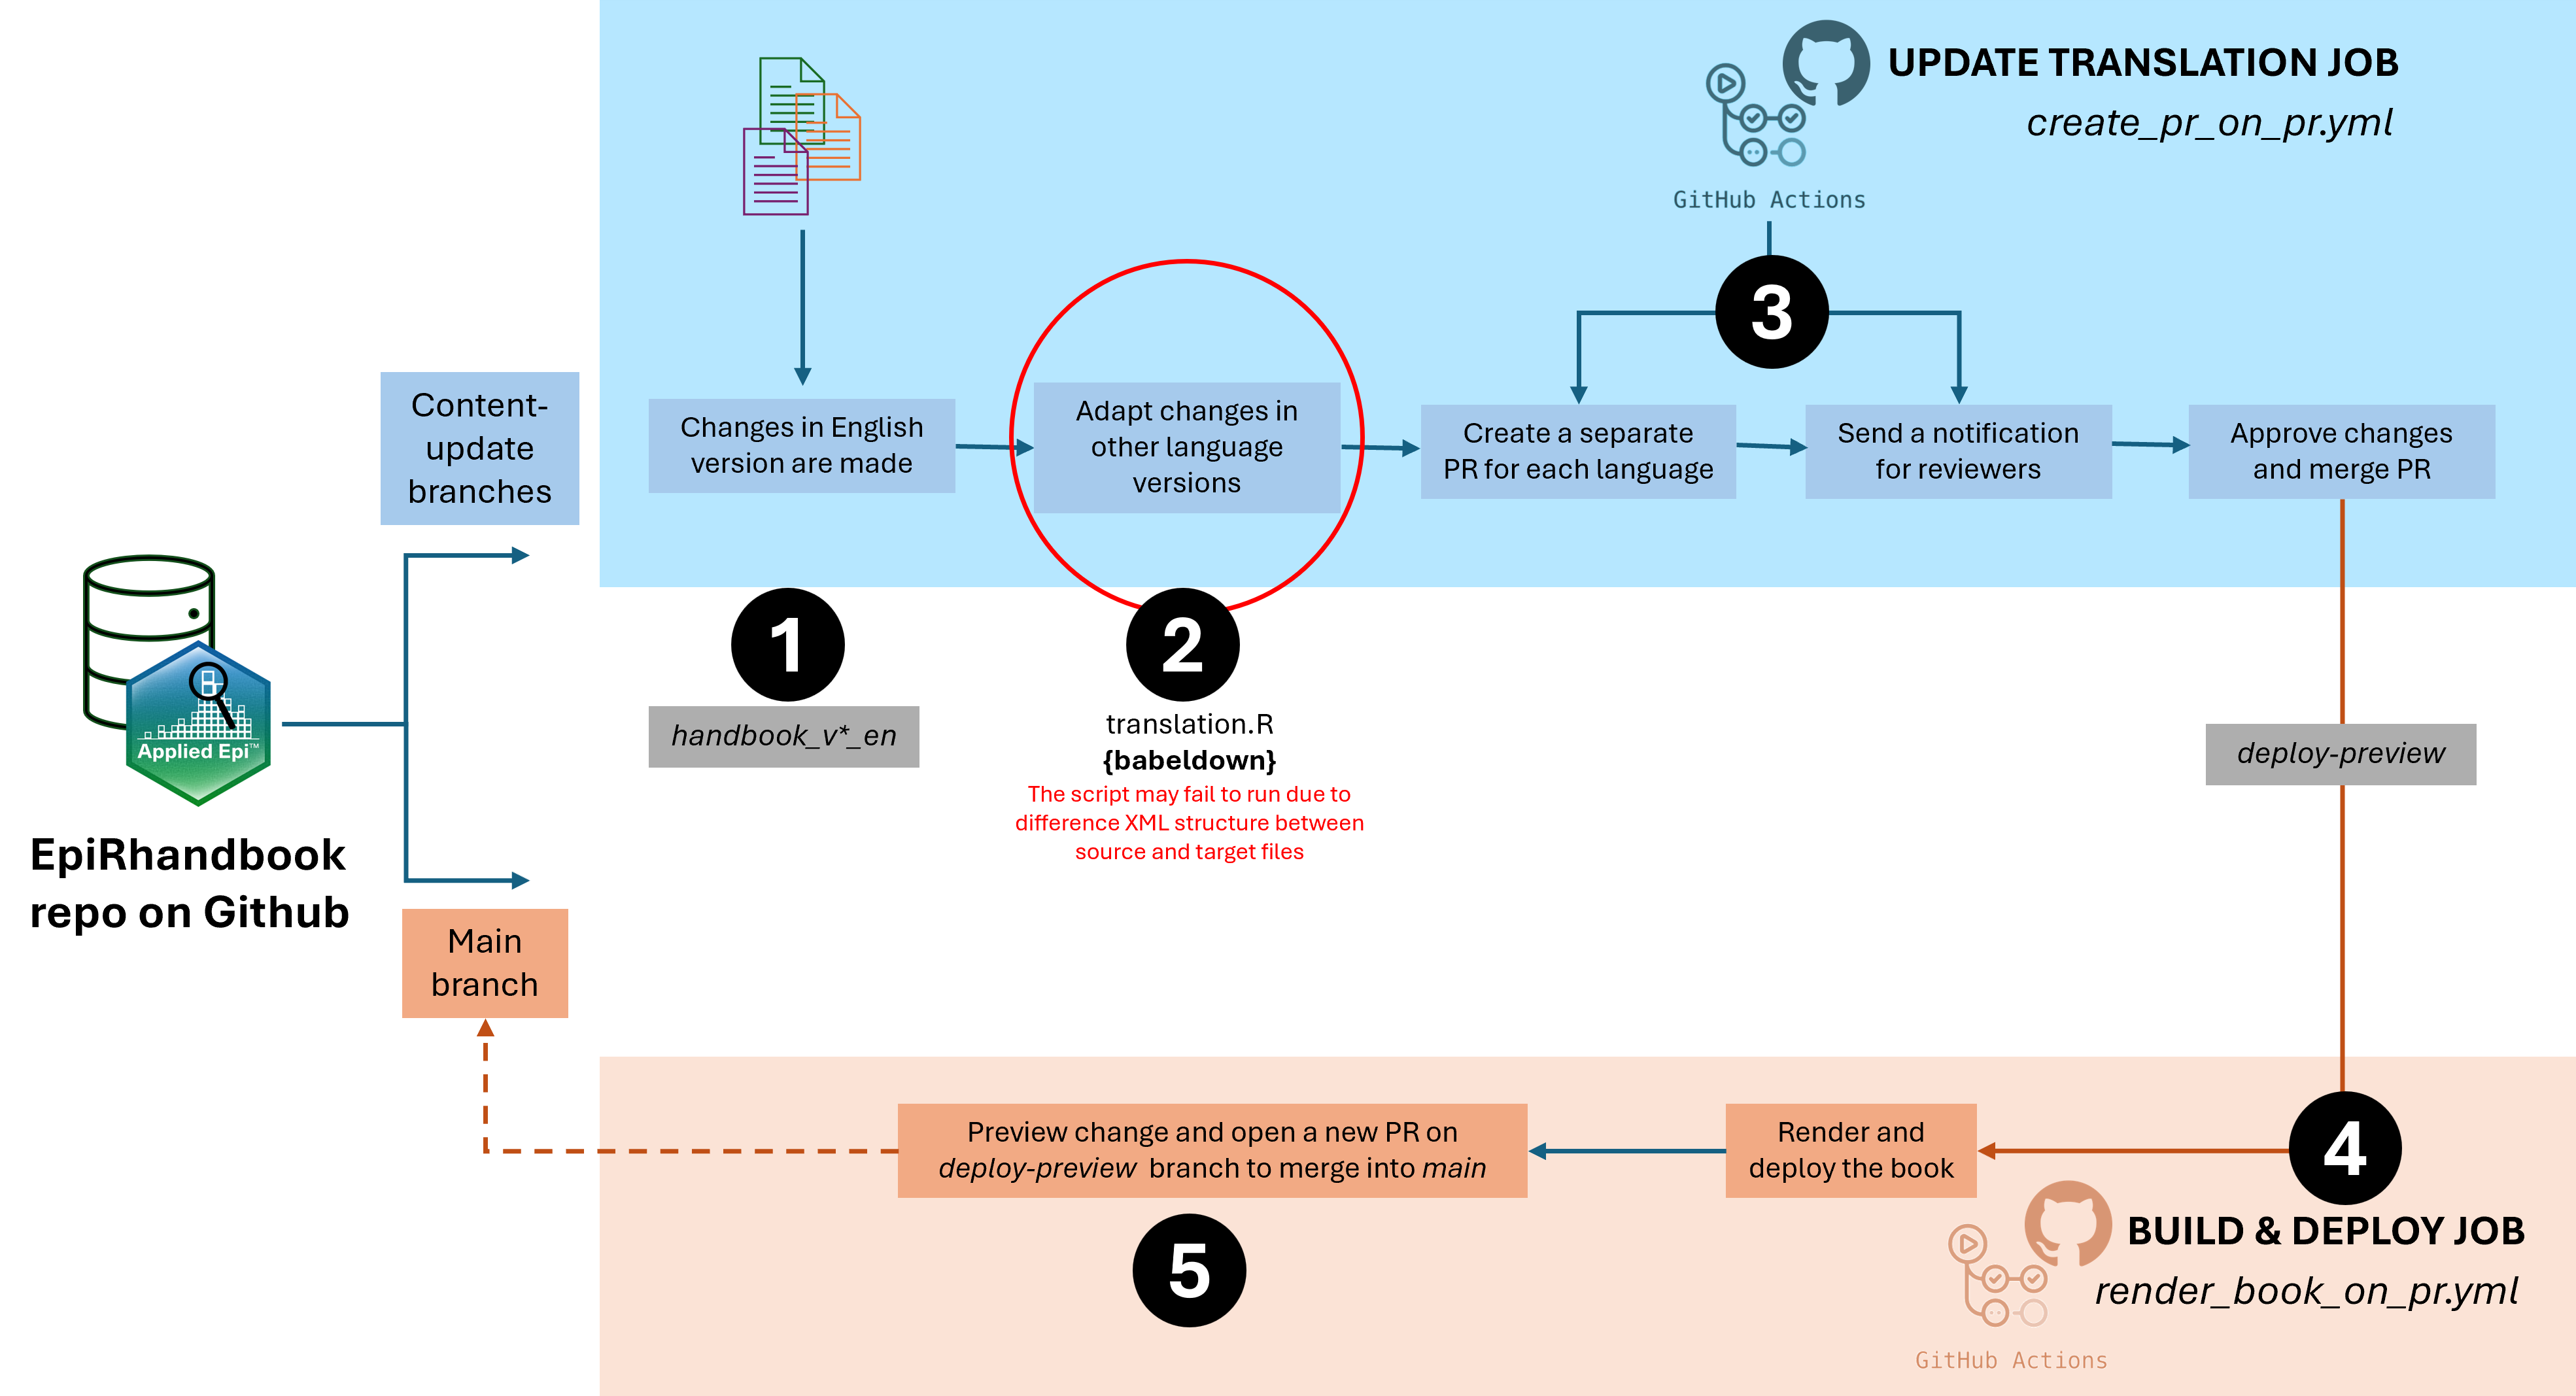 UPDATE TRANSLATION JOB
create_pr_on_pr.yml
GitHub Actions
3
Content-
update
branches
Changes in English
version are made
Adapt changes in
other language
versions
Create a separate
PR for each language
Send a notification
for reviewers
Approve changes
and merge PR
1
handbook_v*_en
2
translation.R
{babeldown}
The script may fail to run due to
difference XML structure between
source and target files
deploy-preview
Applied Epi™
EpiRhandbook
repo on Github
Main
branch
Preview change and open a new PR on
deploy-preview branch to merge into main
5
Render and
deploy the book
4
BUILD & DEPLOY JOB
render_book_on_pr.yml
GitHub Actions